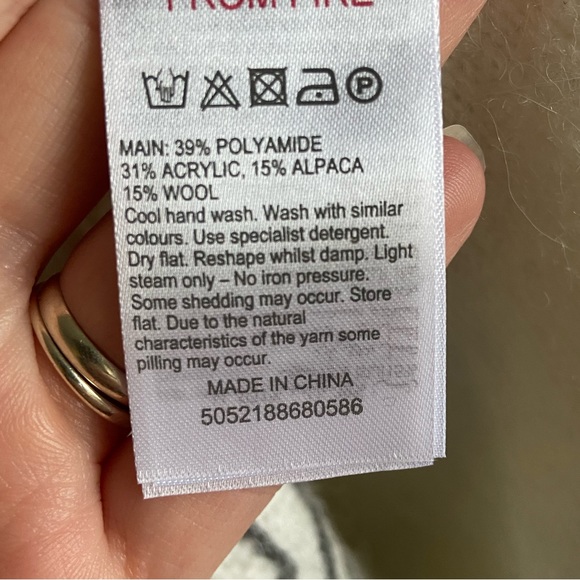 FROM FIRE
P
MAIN: 39% POLYAMIDE
31% ACRYLIC, 15% ALPACA
15% WOOL
Cool hand wash. Wash with similar
colours. Use specialist detergent.
Dry flat. Reshape whilst damp. Light
steam only – No iron pressure.
Some shedding may occur. Store
flat. Due to the natural
characteristics of the yarn some
pilling may occur.
MADE IN CHINA
5052188680586